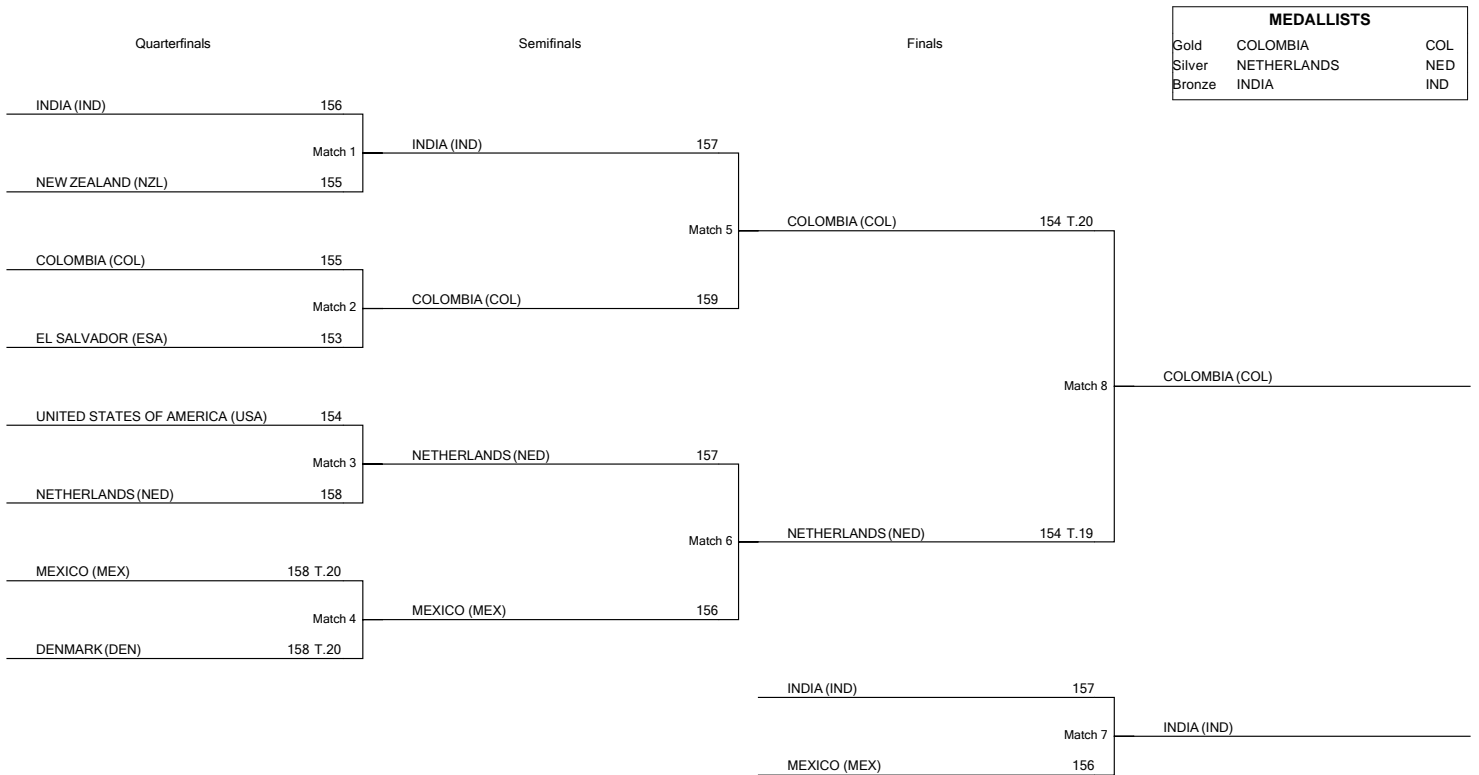 MEDALLISTS
Gold COLOMBIA COL
Silver NETHERLANDS NED
Bronze INDIA IND
Quarterfinals Semifinals Finals
INDIA (IND) 156
Match 1
NEW ZEALAND (NZL) 155
COLOMBIA (COL) 155
Match 2
EL SALVADOR (ESA) 153
UNITED STATES OF AMERICA (USA) 154
Match 3
NETHERLANDS (NED) 158
MEXICO (MEX) 158 T.20
Match 4
DENMARK (DEN) 158 T.20
INDIA (IND) 157
Match 5
COLOMBIA (COL) 159
NETHERLANDS (NED) 157
Match 6
MEXICO (MEX) 156
COLOMBIA (COL) 154 T.20
Match 8
NETHERLANDS (NED) 154 T.19
COLOMBIA (COL)
INDIA (IND) 157
Match 7
MEXICO (MEX) 156
INDIA (IND)